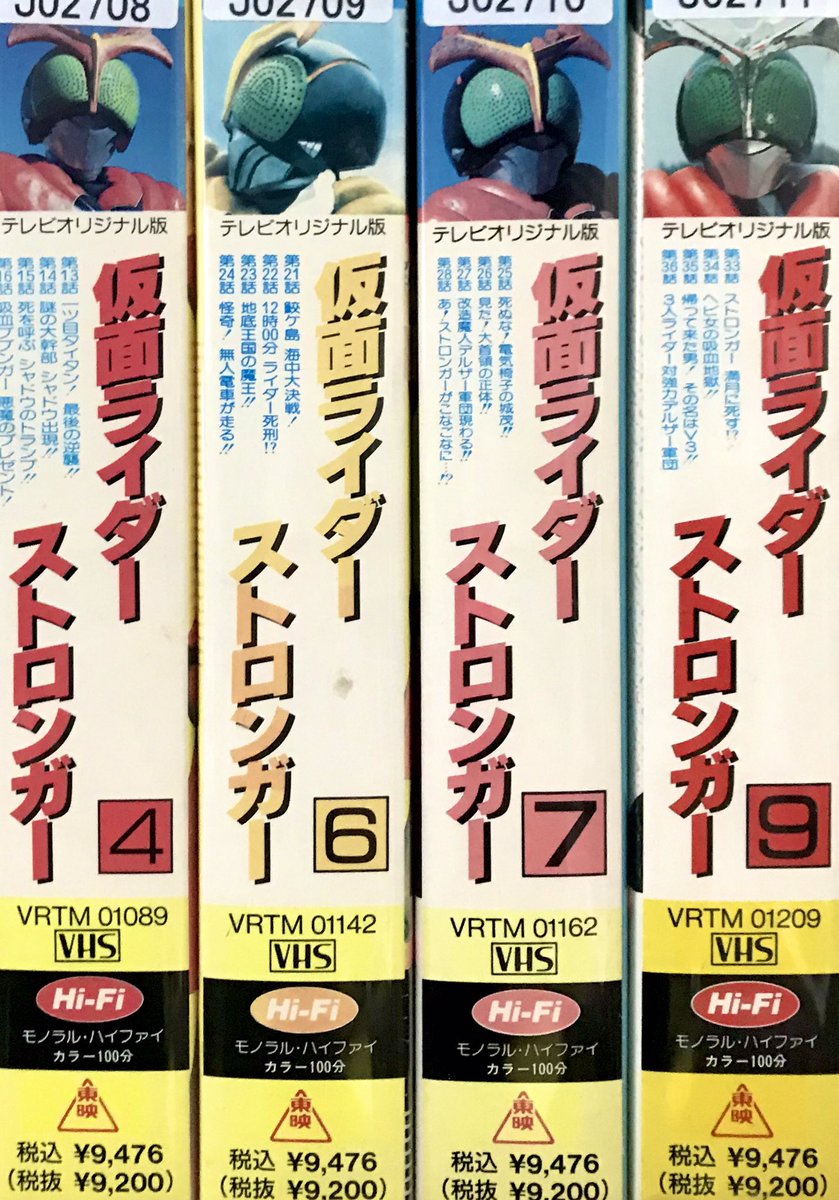 J02708
テレビオリジナル版
第13話 一ツ目タイタン! 最後の逆襲!!
第14話 謎の大幹部 シャドウ出現!!
第15話 死を呼ぶ シャドウのトランプ!!
第16話 吸血ブランガー 悪魔のプレゼント!
仮面ライダー
ストロンガー
4
VRTM 01089
VHS
Hi-Fi
モノラル・ハイファイ
カラー100分
東映
税込 ¥9,476
(税抜 ¥9,200)
J02709
テレビオリジナル版
第21話 鮫ヶ島 海中大決戦!
第22話 12時00分 ライダー死刑!?
第23話 地底王国の魔王!!
第24話 怪奇! 無人電車が走る!!
仮面ライダー
ストロンガー
6
VRTM 01142
VHS
Hi-Fi
モノラル・ハイファイ
カラー100分
東映
税込 ¥9,476
(税抜 ¥9,200)
J02710
テレビオリジナル版
第25話 死ぬな! 電気椅子の城茂!!
第26話 見た! 大首領の正体!!
第27話 改造魔人デルザー軍団現わる!!
第28話 あ! ストロンガーがこなごなに…!?
仮面ライダー
ストロンガー
7
VRTM 01162
VHS
Hi-Fi
モノラル・ハイファイ
カラー100分
東映
税込 ¥9,476
(税抜 ¥9,200)
J02711
テレビオリジナル版
第33話 ストロンガー 満月に死す!?
第34話 ヘビ女の吸血地獄!!
第35話 帰って来た男! その名はV3!!
第36話 3人ライダー対強力デルザー軍団
仮面ライダー
ストロンガー
9
VRTM 01209
VHS
Hi-Fi
モノラル・ハイファイ
カラー100分
東映
税込 ¥9,476
(税抜 ¥9,200)